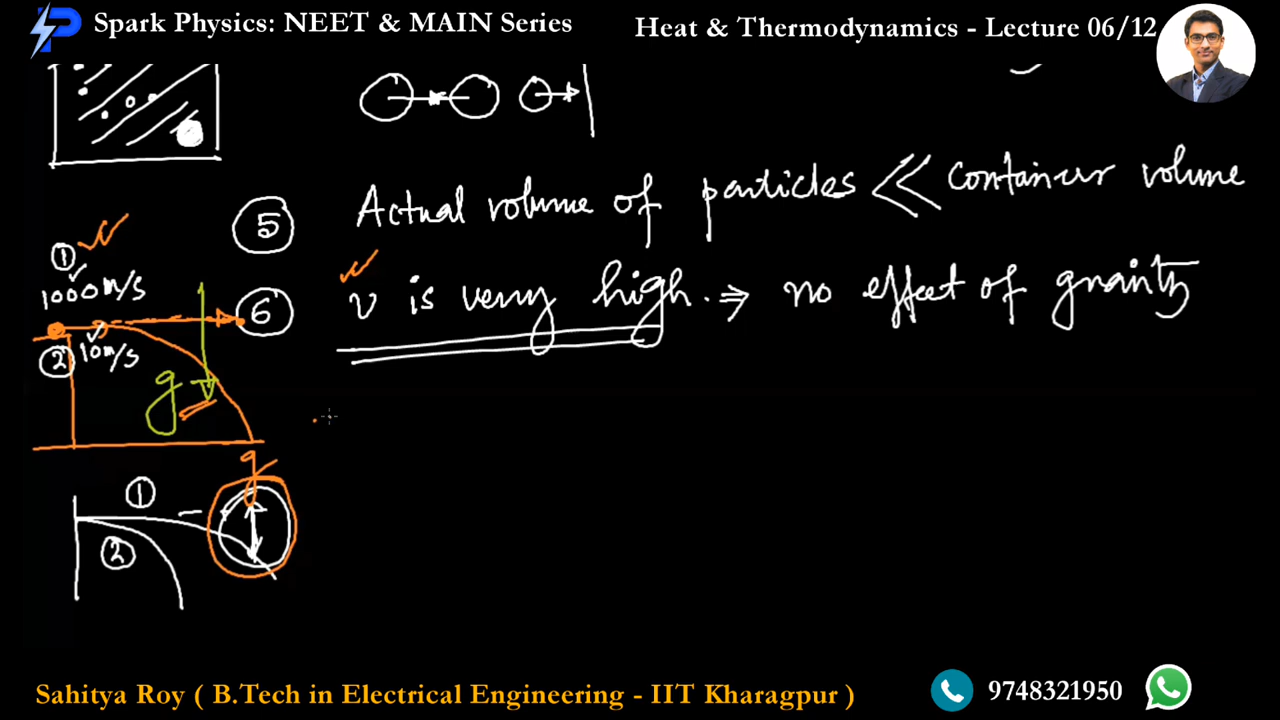 Spark Physics: NEET & MAIN Series
Heat & Thermodynamics - Lecture 06/12
5 Actual volume of particles << container volume
6 v is very high. ⇒ no effect of gravity
1
1000m/s
2 10m/s
g
g
1
2
Sahitya Roy ( B.Tech in Electrical Engineering - IIT Kharagpur )
9748321950